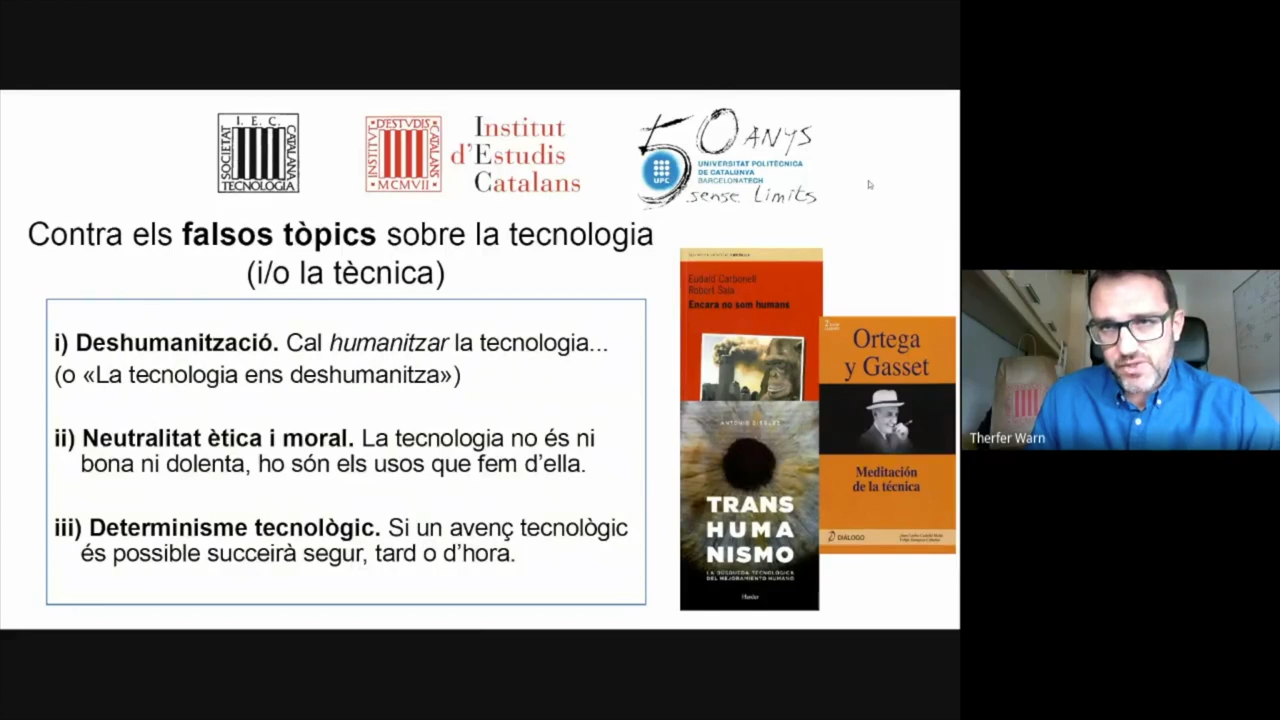 I. E. C.
SOCIETAT
CATALANA
TECNOLOGIA
INSTITVT
D'ESTVDIS
CATALANS
MCMVII
Institut
d'Estudis
Catalans
50 ANYS
UPC
UNIVERSITAT POLITÈCNICA
DE CATALUNYA
BARCELONATECH
sense límits
Contra els falsos tòpics sobre la tecnologia
(i/o la tècnica)
i) Deshumanització. Cal humanitzar la tecnologia...
(o «La tecnologia ens deshumanitza»)
ii) Neutralitat ètica i moral. La tecnologia no és ni
bona ni dolenta, ho són els usos que fem d’ella.
iii) Determinisme tecnològic. Si un avenç tecnològic
és possible succeirà segur, tard o d’hora.
Eudald Carbonell
Robert Sala
Encara no som humans
Ortega
y Gasset
Meditación
de la técnica
DIÁLOGO
TRANS
HUMA
NISMO
LA BÚSQUEDA TECNOLÓGICA
DEL MEJORAMIENTO HUMANO
Herder
Therfer Warn